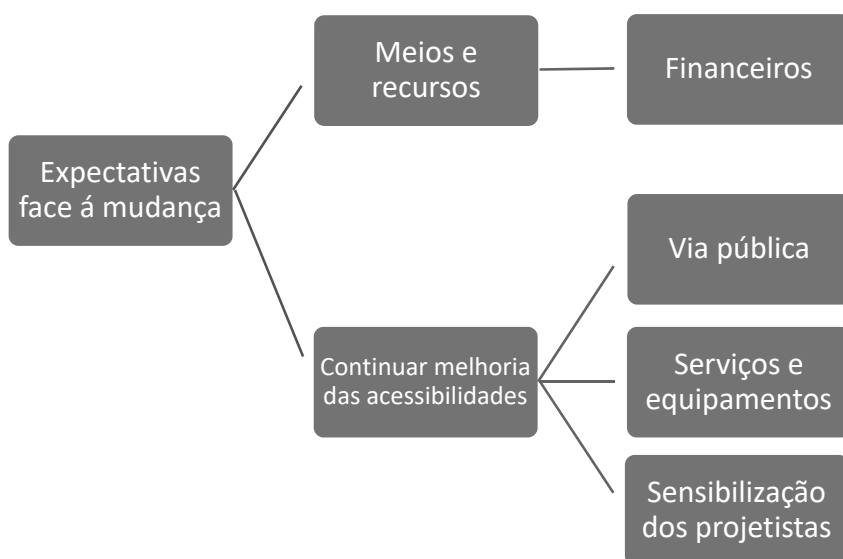 Meios e
recursos
Financeiros
Expectativas
face á mudança
Via pública
Continuar melhoria
das acessibilidades
Serviços e
equipamentos
Sensibilização
dos projetistas